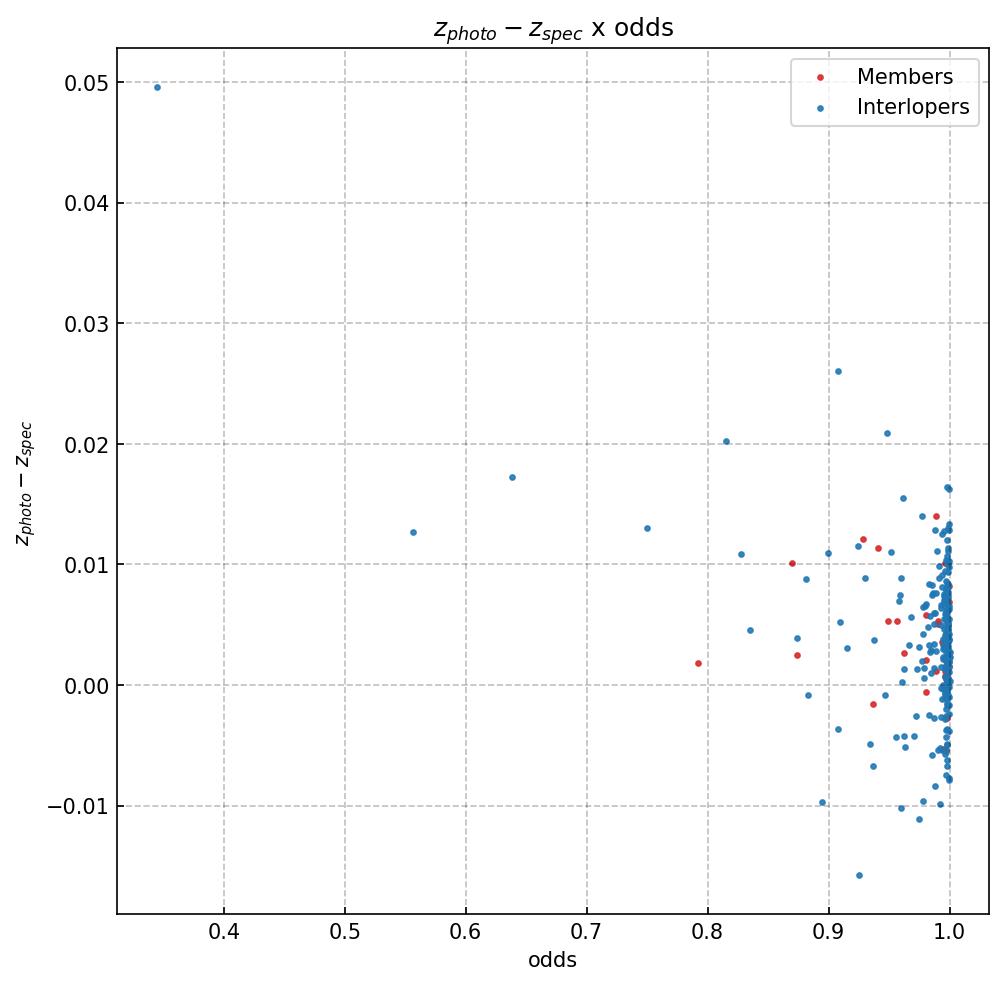 z_photo − z_spec x odds
Members
Interlopers
0.05
0.04
0.03
0.02
0.01
0.00
−0.01
z_photo − z_spec
0.4 0.5 0.6 0.7 0.8 0.9 1.0
odds